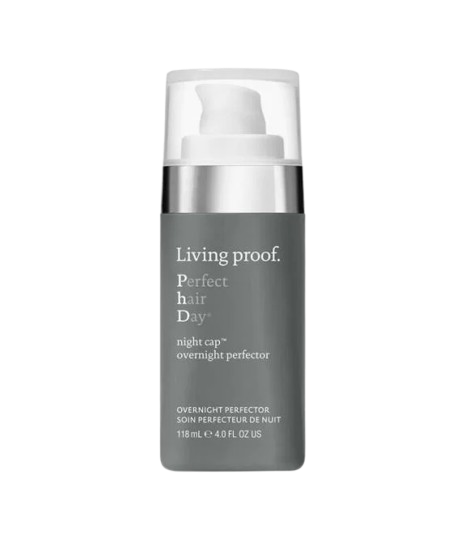 Living proof.
Perfect
hair
Day®
night cap™
overnight perfector
OVERNIGHT PERFECTOR
SOIN PERFECTEUR DE NUIT
118 mL ℮ 4.0 FL OZ US